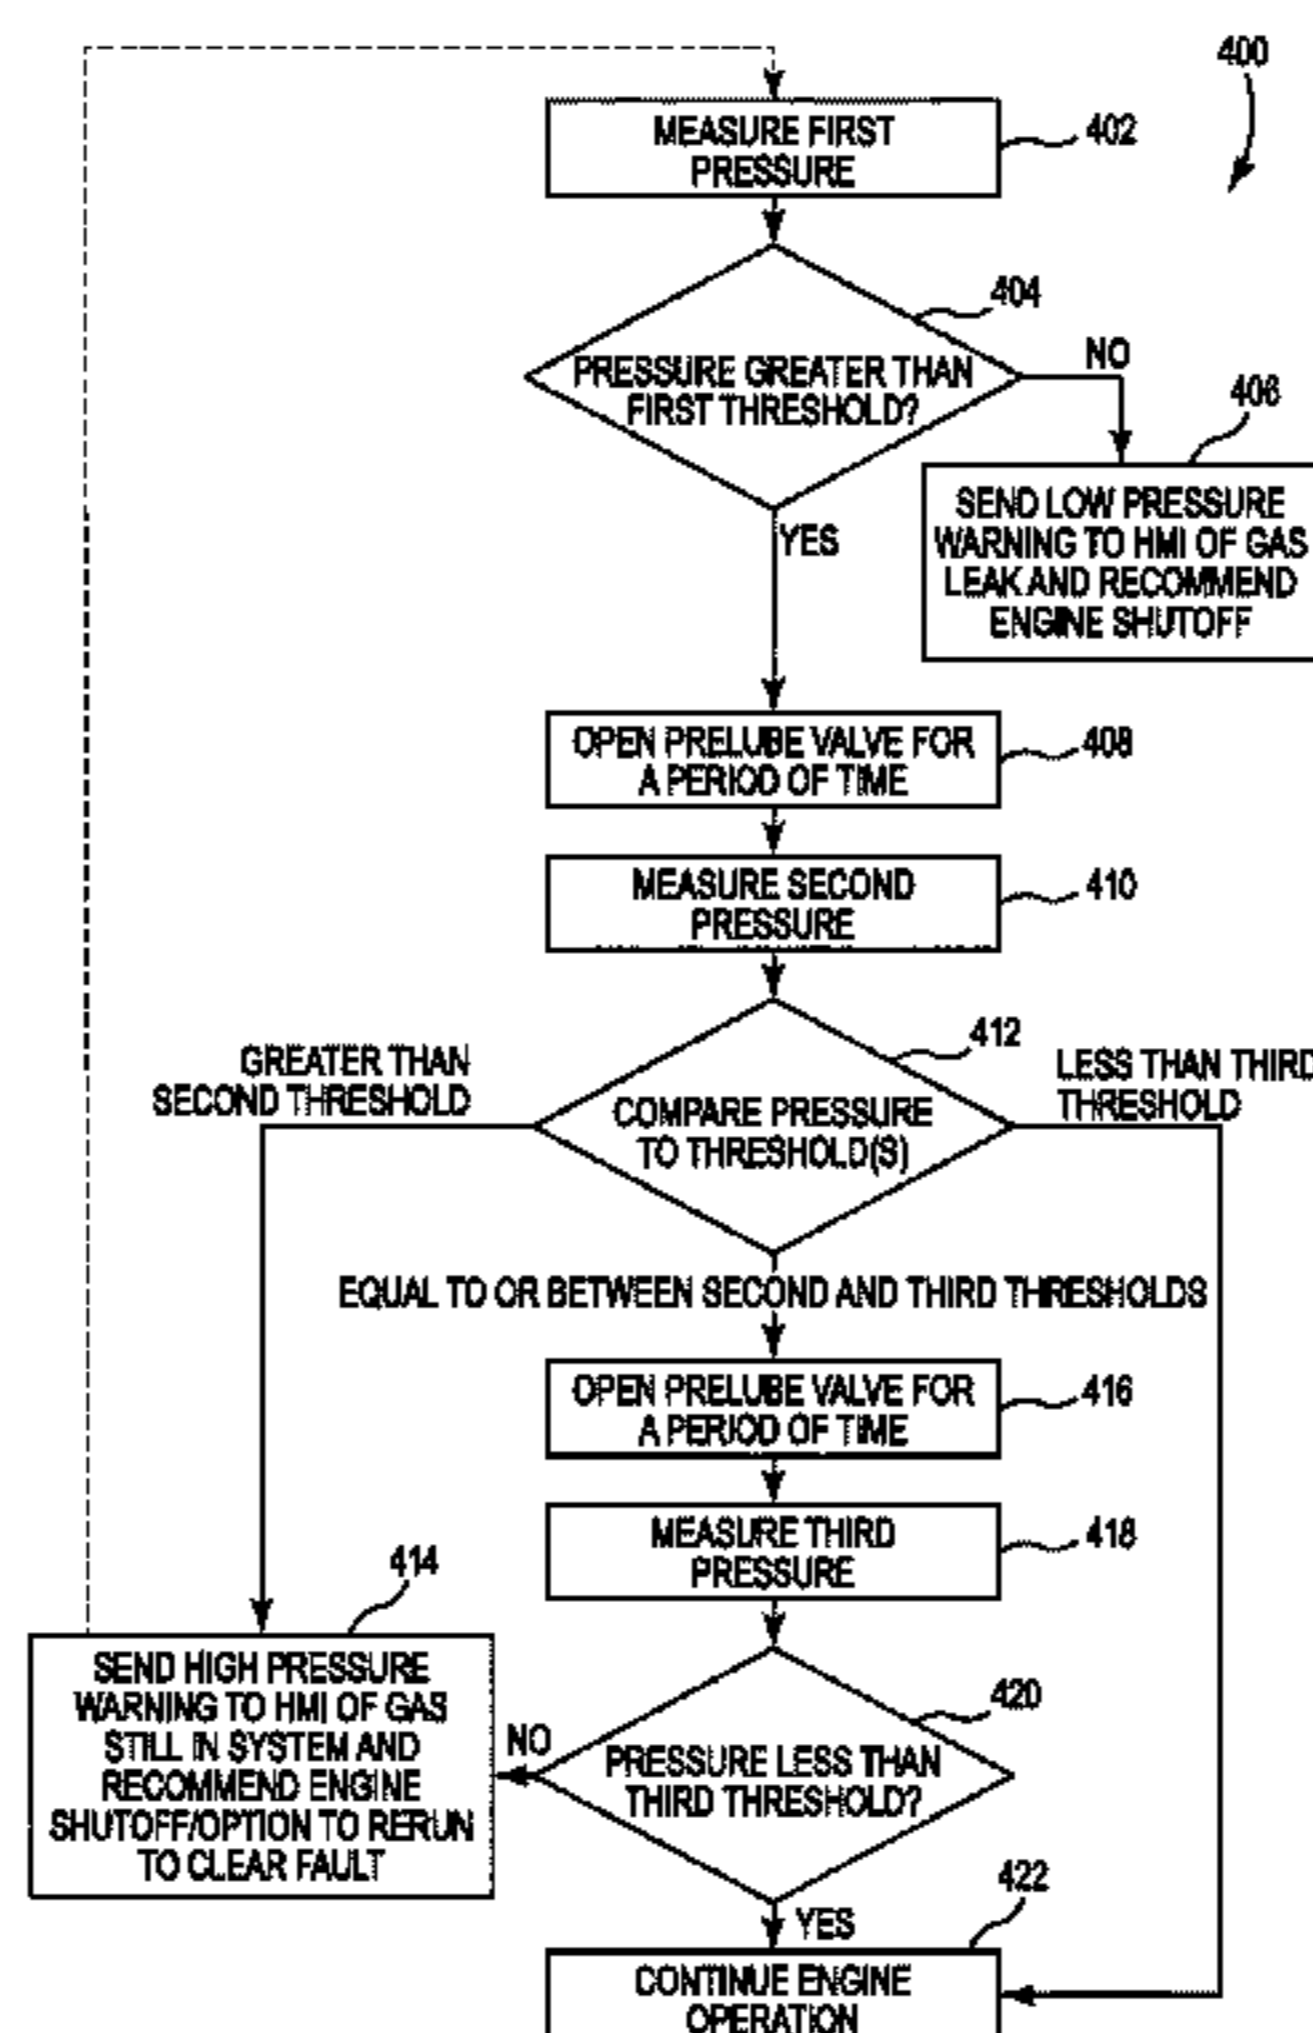 400
MEASURE FIRST
PRESSURE
402
404
PRESSURE GREATER THAN
FIRST THRESHOLD?
NO
406
SEND LOW PRESSURE
WARNING TO HMI OF GAS
LEAK AND RECOMMEND
ENGINE SHUTOFF
YES
OPEN PRELUBE VALVE FOR
A PERIOD OF TIME
408
MEASURE SECOND
PRESSURE
410
412
GREATER THAN
SECOND THRESHOLD
COMPARE PRESSURE
TO THRESHOLD(S)
LESS THAN THIRD
THRESHOLD
EQUAL TO OR BETWEEN SECOND AND THIRD THRESHOLDS
OPEN PRELUBE VALVE FOR
A PERIOD OF TIME
416
MEASURE THIRD
PRESSURE
418
414
SEND HIGH PRESSURE
WARNING TO HMI OF GAS
STILL IN SYSTEM AND
RECOMMEND ENGINE
SHUTOFF/OPTION TO RERUN
TO CLEAR FAULT
NO
420
PRESSURE LESS THAN
THIRD THRESHOLD?
YES
422
CONTINUE ENGINE
OPERATION